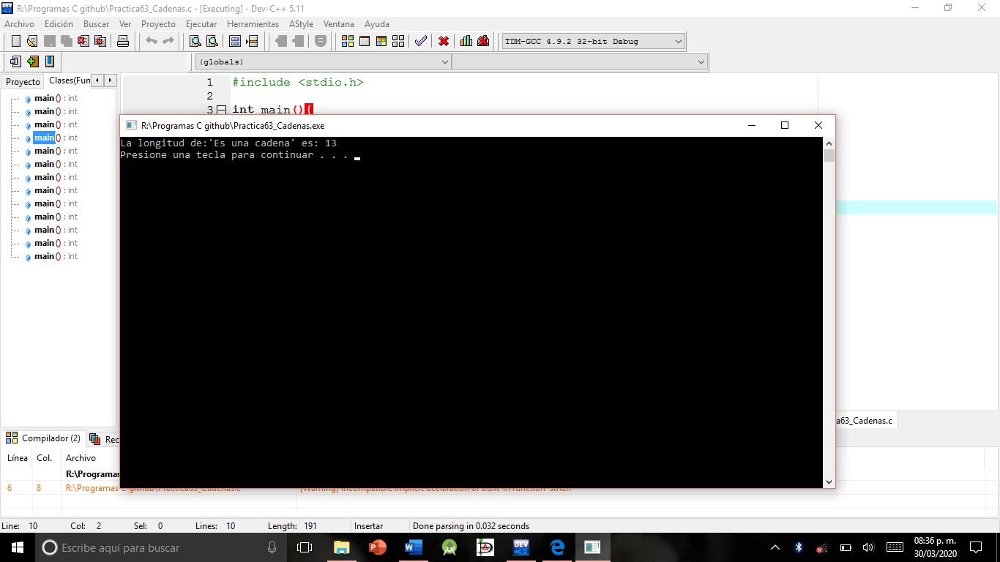 R:\Programas C github\Practica63_Cadenas.c - [Executing] - Dev-C++ 5.11
Archivo Edición Buscar Ver Proyecto Ejecutar Herramientas AStyle Ventana Ayuda
TDM-GCC 4.9.2 32-bit Debug
(globals)
Proyecto Clases(Fun
main () : int
main () : int
main () : int
main () : int
main () : int
main () : int
main () : int
main () : int
main () : int
main () : int
main () : int
main () : int
main () : int
1 #include <stdio.h>
2
3 int main(){
R:\Programas C github\Practica63_Cadenas.exe
La longitud de:'Es una cadena' es: 13
Presione una tecla para continuar . . .
a63_Cadenas.c
Compilador (2) Rec
Línea Col. Archivo
R:\Programas
6 8 R:\Programas C github\Practica63_Cadenas.c [Warning] incompatible implicit declaration of built-in function 'strlen'
Line: 10 Col: 2 Sel: 0 Lines: 10 Length: 191 Insertar Done parsing in 0.032 seconds
Escribe aquí para buscar
08:36 p. m.
30/03/2020